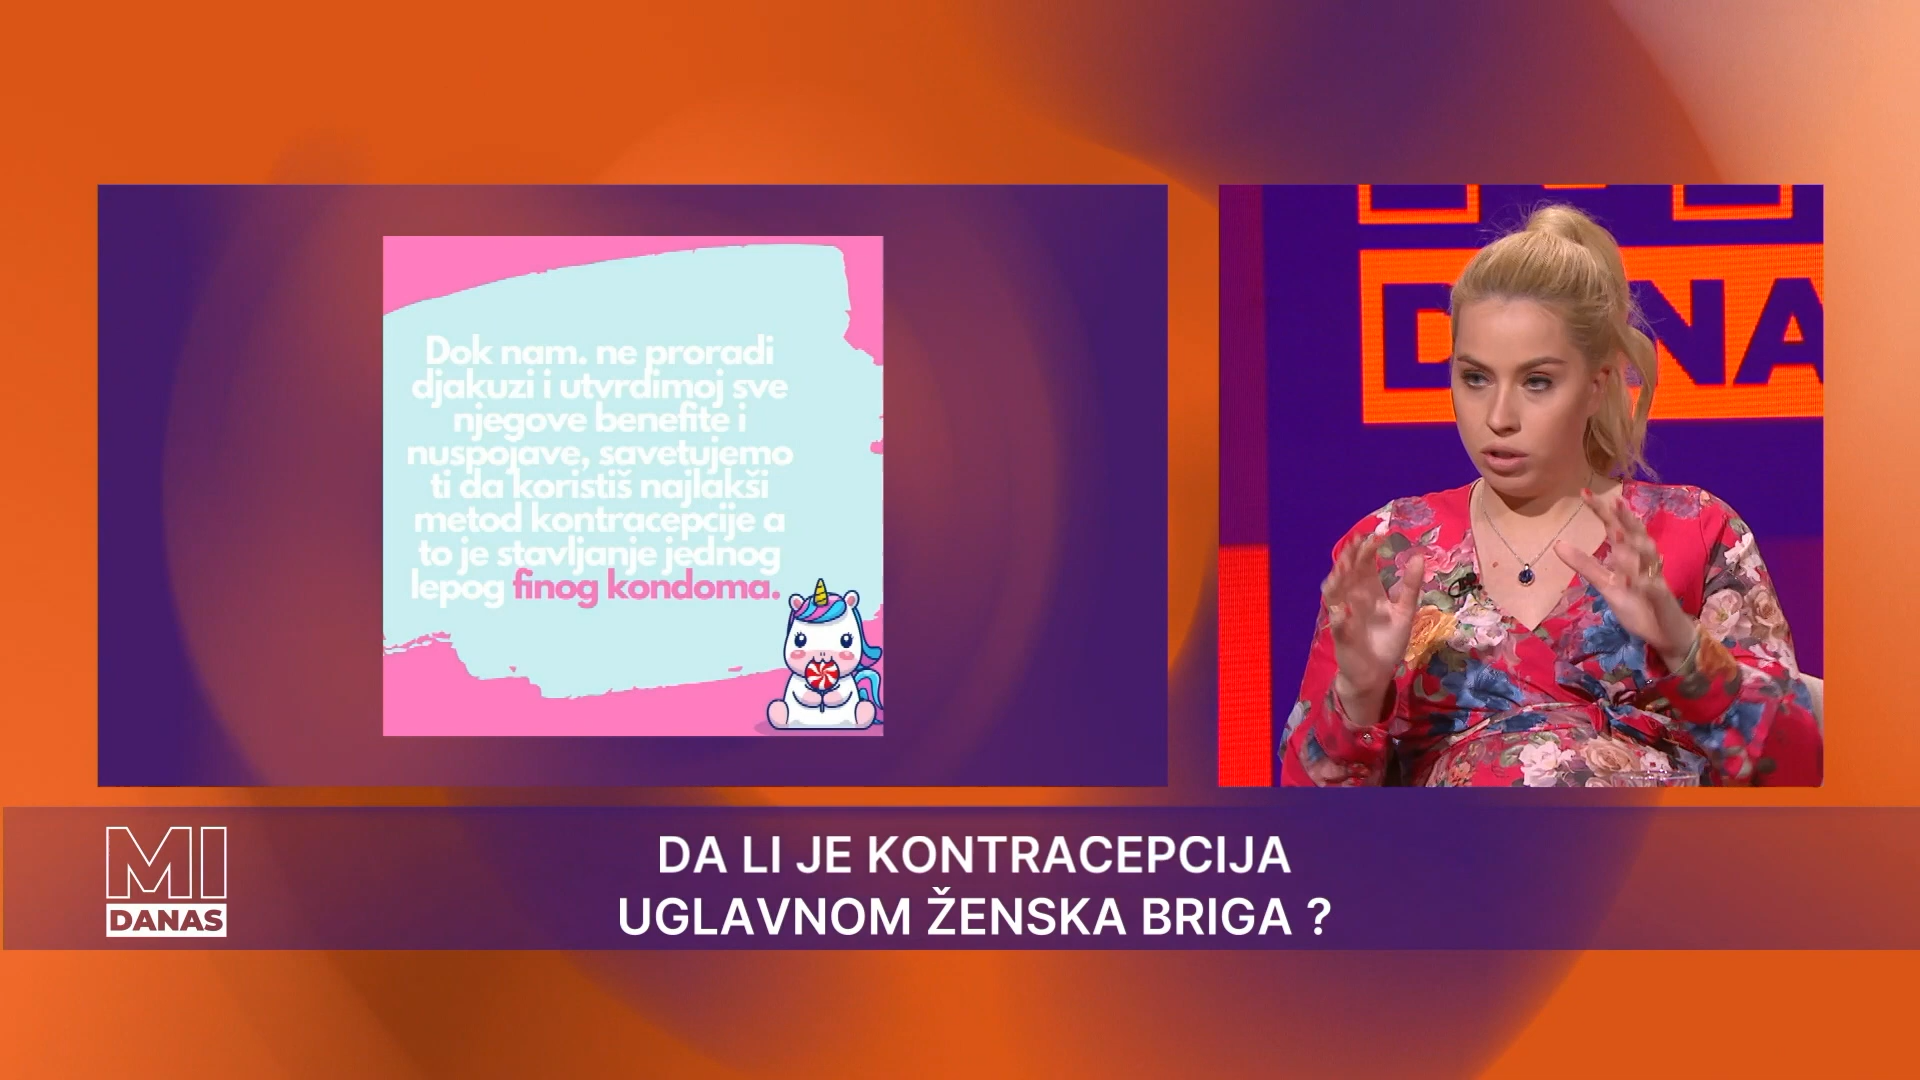 Dok nam. ne proradi
djakuzi i utvrdimoj sve
njegove benefite i
nuspojave, savetujemo
ti da koristiš najlakši
metod kontracepcije a
to je stavljanje jednog
lepog finog kondoma.
DANA
MI
DANAS
DA LI JE KONTRACEPCIJA
UGLAVNOM ŽENSKA BRIGA ?